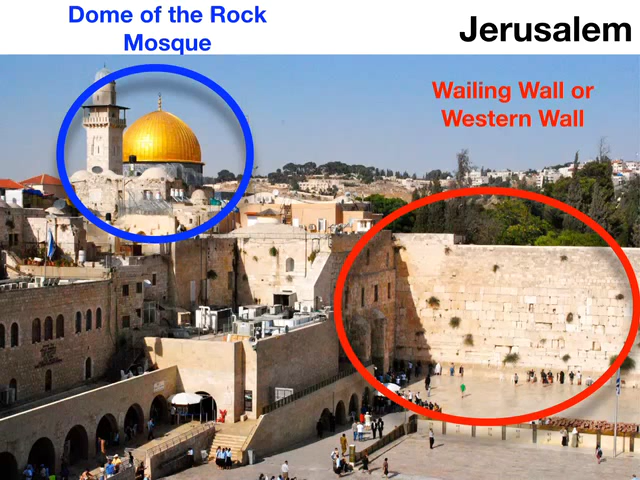 Dome of the Rock
Mosque
Jerusalem
Wailing Wall or
Western Wall